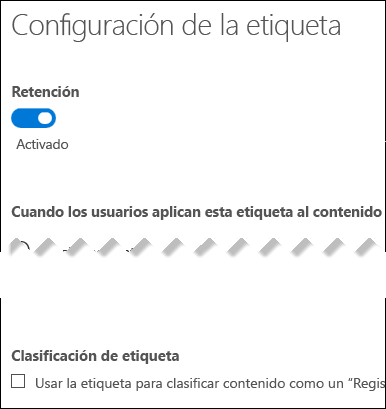 Configuración de la etiqueta
Retención
Activado
Cuando los usuarios aplican esta etiqueta al contenido
Clasificación de etiqueta
Usar la etiqueta para clasificar contenido como un "Regis